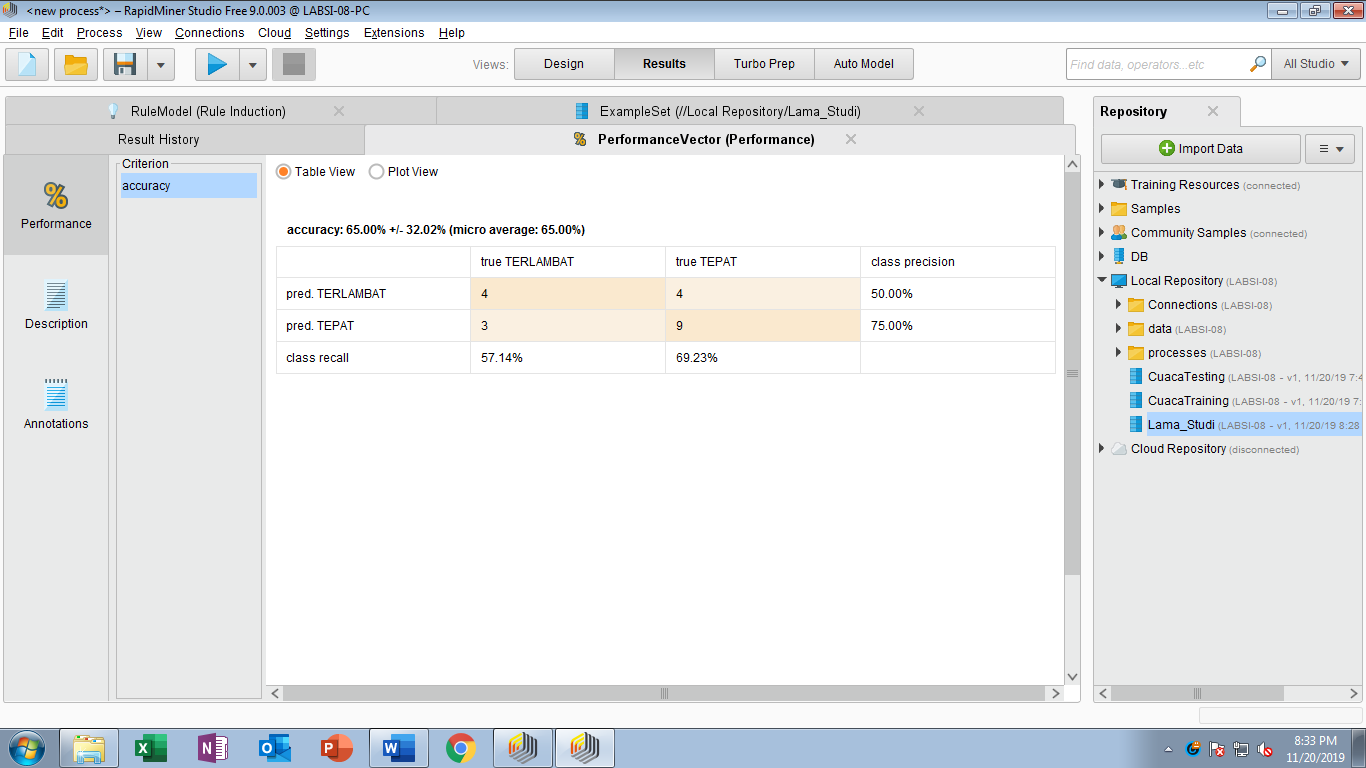 <new process*> – RapidMiner Studio Free 9.0.003 @ LABSI-08-PC
File Edit Process View Connections Cloud Settings Extensions Help
Views: Design Results Turbo Prep Auto Model Find data, operators...etc All Studio
RuleModel (Rule Induction) ExampleSet (//Local Repository/Lama_Studi)
Result History PerformanceVector (Performance)
Performance
Description
Annotations
Criterion
accuracy
Table View Plot View
accuracy: 65.00% +/- 32.02% (micro average: 65.00%)
true TERLAMBAT true TEPAT class precision
pred. TERLAMBAT 4 4 50.00%
pred. TEPAT 3 9 75.00%
class recall 57.14% 69.23%
Repository
Import Data
Training Resources (connected)
Samples
Community Samples (connected)
DB
Local Repository (LABSI-08)
Connections (LABSI-08)
data (LABSI-08)
processes (LABSI-08)
CuacaTesting (LABSI-08 - v1, 11/20/19 7:4
CuacaTraining (LABSI-08 - v1, 11/20/19 7:
Lama_Studi (LABSI-08 - v1, 11/20/19 8:28
Cloud Repository (disconnected)
8:33 PM
11/20/2019